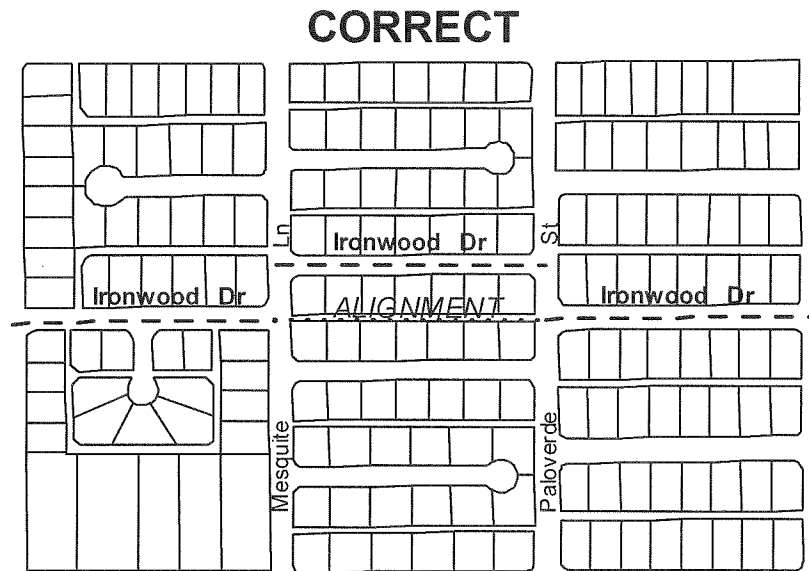 CORRECT
Ln
Ironwood Dr
St
Ironwood Dr
ALIGNMENT
Ironwood Dr
Mesquite
Paloverde